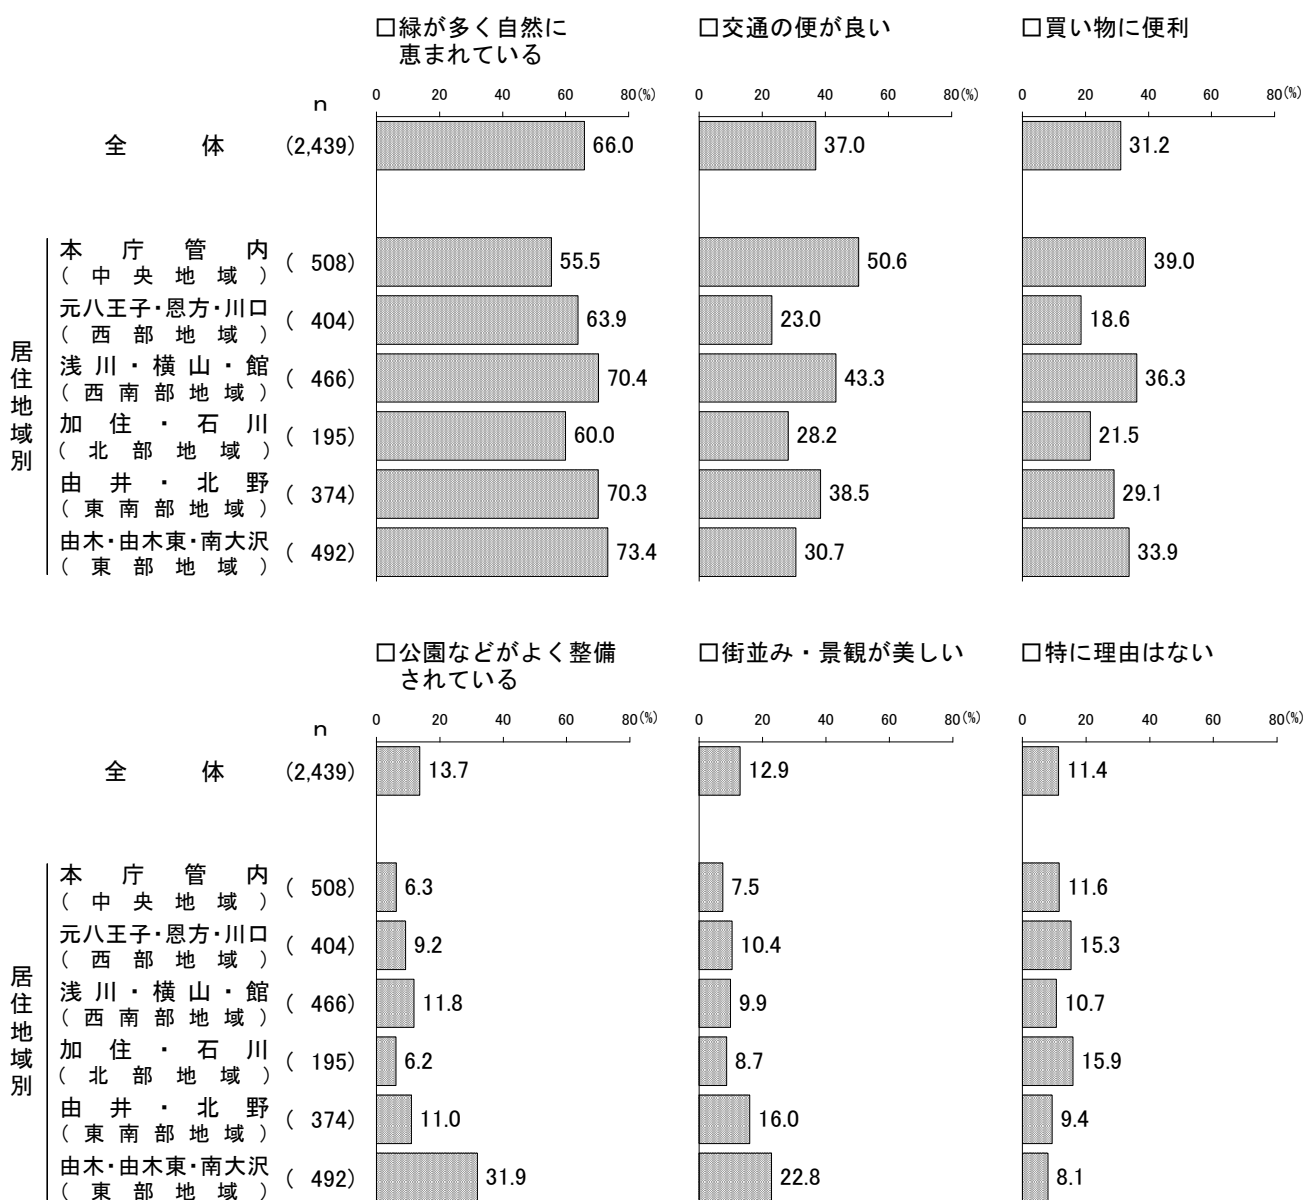 □緑が多く自然に
恵まれている
□交通の便が良い
□買い物に便利
n
0 20 40 60 80(%)
0 20 40 60 80(%)
0 20 40 60 80(%)
全体 (2,439) 66.0 37.0 31.2
居住地域別
本庁管内
(中央地域)
( 508) 55.5 50.6 39.0
元八王子・恩方・川口
(西部地域)
( 404) 63.9 23.0 18.6
浅川・横山・館
(西南部地域)
( 466) 70.4 43.3 36.3
加住・石川
(北部地域)
( 195) 60.0 28.2 21.5
由井・北野
(東南部地域)
( 374) 70.3 38.5 29.1
由木・由木東・南大沢
(東部地域)
( 492) 73.4 30.7 33.9
□公園などがよく整備
されている
□街並み・景観が美しい
□特に理由はない
n
0 20 40 60 80(%)
0 20 40 60 80(%)
0 20 40 60 80(%)
全体 (2,439) 13.7 12.9 11.4
居住地域別
本庁管内
(中央地域)
( 508) 6.3 7.5 11.6
元八王子・恩方・川口
(西部地域)
( 404) 9.2 10.4 15.3
浅川・横山・館
(西南部地域)
( 466) 11.8 9.9 10.7
加住・石川
(北部地域)
( 195) 6.2 8.7 15.9
由井・北野
(東南部地域)
( 374) 11.0 16.0 9.4
由木・由木東・南大沢
(東部地域)
( 492) 31.9 22.8 8.1